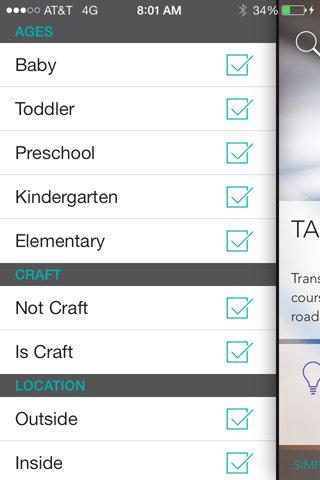 AT&T 4G 8:01 AM 34%
AGES
Baby
Toddler
Preschool
Kindergarten
Elementary
CRAFT
Not Craft
Is Craft
LOCATION
Outside
Inside
TA
Trans
cours
road
SIMP